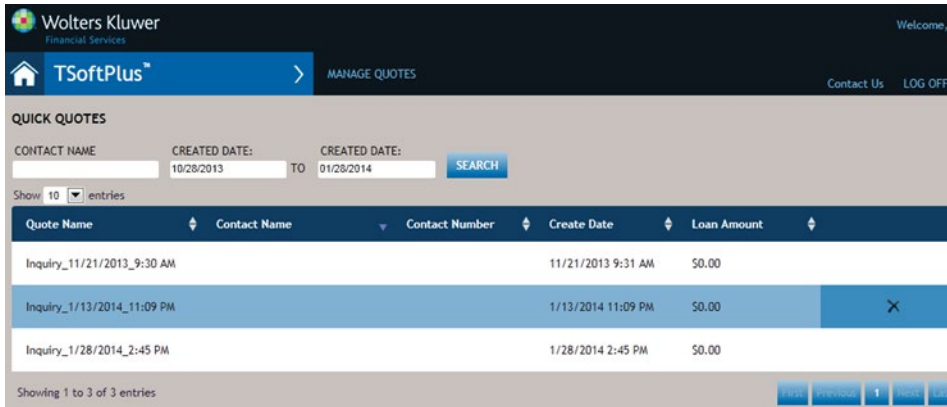 Wolters Kluwer
Financial Services
Welcome,
TSoftPlus™
MANAGE QUOTES
Contact Us LOG OFF
QUICK QUOTES
CONTACT NAME CREATED DATE: CREATED DATE:
10/28/2013 TO 01/28/2014 SEARCH
Show 10 entries
Quote Name Contact Name Contact Number Create Date Loan Amount
Inquiry_11/21/2013_9:30 AM 11/21/2013 9:31 AM $0.00
Inquiry_1/13/2014_11:09 PM 1/13/2014 11:09 PM $0.00
Inquiry_1/28/2014_2:45 PM 1/28/2014 2:45 PM $0.00
Showing 1 to 3 of 3 entries First Previous 1 Next